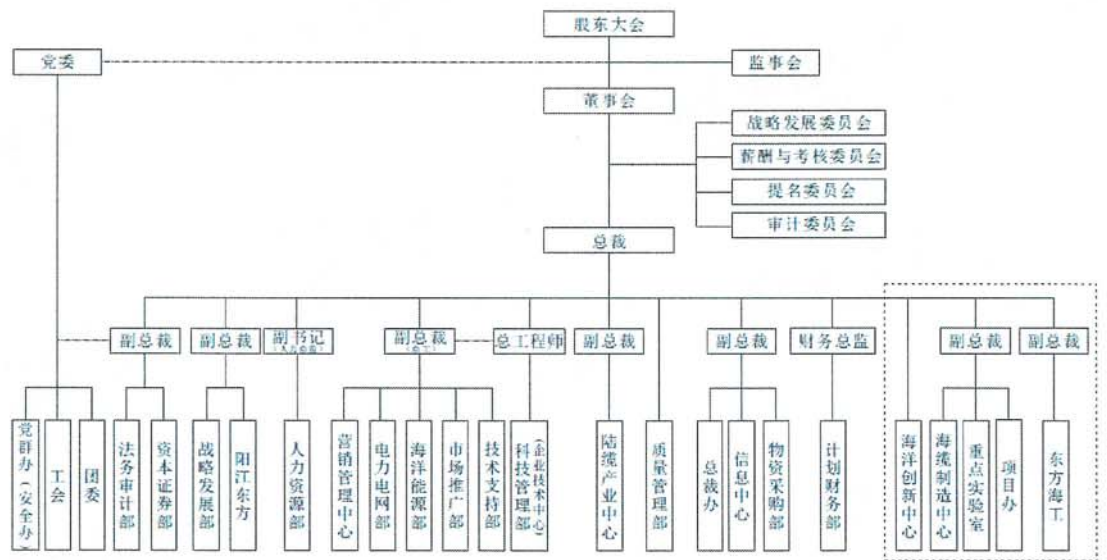 股东大会
党委
监事会
董事会
战略发展委员会
薪酬与考核委员会
提名委员会
审计委员会
总裁
副总裁
副总裁
副书记
副总裁
总工程师
副总裁
副总裁
财务总监
副总裁
副总裁
党群办（安全办）
工会
团委
法务审计部
资本证券部
战略发展部
阳江东方
人力资源部
营销管理中心
电力电网部
海洋能源部
市场推广部
技术支持部
科技管理部
（企业技术中心）
陆缆产业中心
质量管理部
总裁办
信息中心
物资采购部
计划财务部
海洋创新中心
海缆制造中心
重点实验室
项目办
东方海工